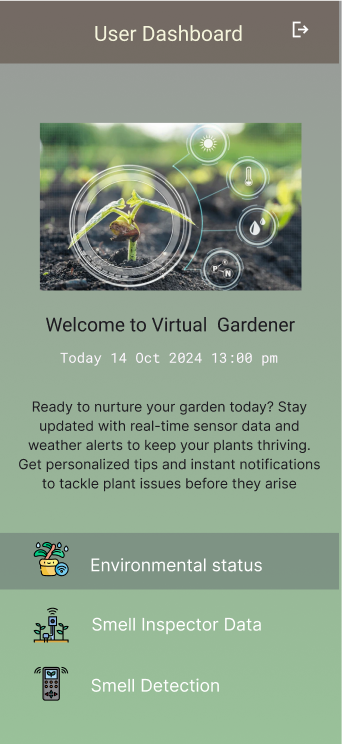 User Dashboard
P N
Welcome to Virtual  Gardener
Today 14 Oct 2024 13:00 pm
Ready to nurture your garden today? Stay
updated with real-time sensor data and
weather alerts to keep your plants thriving.
Get personalized tips and instant notifications
to tackle plant issues before they arise
Environmental status
Smell Inspector Data
Smell Detection